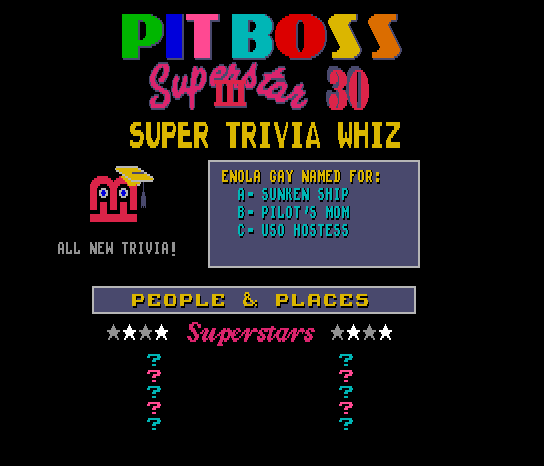 PIT BOSS
Superstar III 30
SUPER TRIVIA WHIZ
ENOLA GAY NAMED FOR:
A- SUNKEN SHIP
B- PILOT'S MOM
C- USO HOSTESS
ALL NEW TRIVIA!
PEOPLE & PLACES
Superstars
? ?
? ?
? ?
? ?
? ?